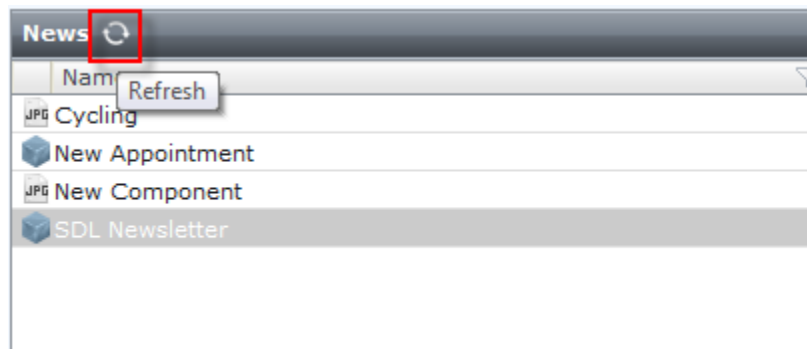 News
Nam
Refresh
JPG Cycling
New Appointment
JPG New Component
SDL Newsletter